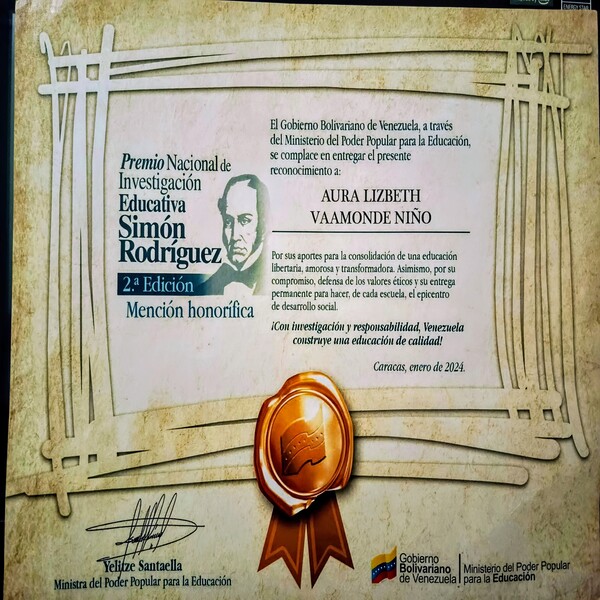 ENERGY STAR
Premio Nacional de
Investigación
Educativa
Simón
Rodríguez
2.ª Edición
Mención honorífica
El Gobierno Bolivariano de Venezuela, a través
del Ministerio del Poder Popular para la Educación,
se complace en entregar el presente
reconocimiento a:
AURA LIZBETH
VAAMONDE NIÑO
Por sus aportes para la consolidación de una educación
libertaria, amorosa y transformadora. Asimismo, por su
compromiso, defensa de los valores éticos y su entrega
permanente para hacer, de cada escuela, el epicentro
de desarrollo social.
¡Con investigación y responsabilidad, Venezuela
construye una educación de calidad!
Caracas, enero de 2024.
Yelitze Santaella
Ministra del Poder Popular para la Educación
Gobierno
Bolivariano
de Venezuela
Ministerio del Poder Popular
para la Educación